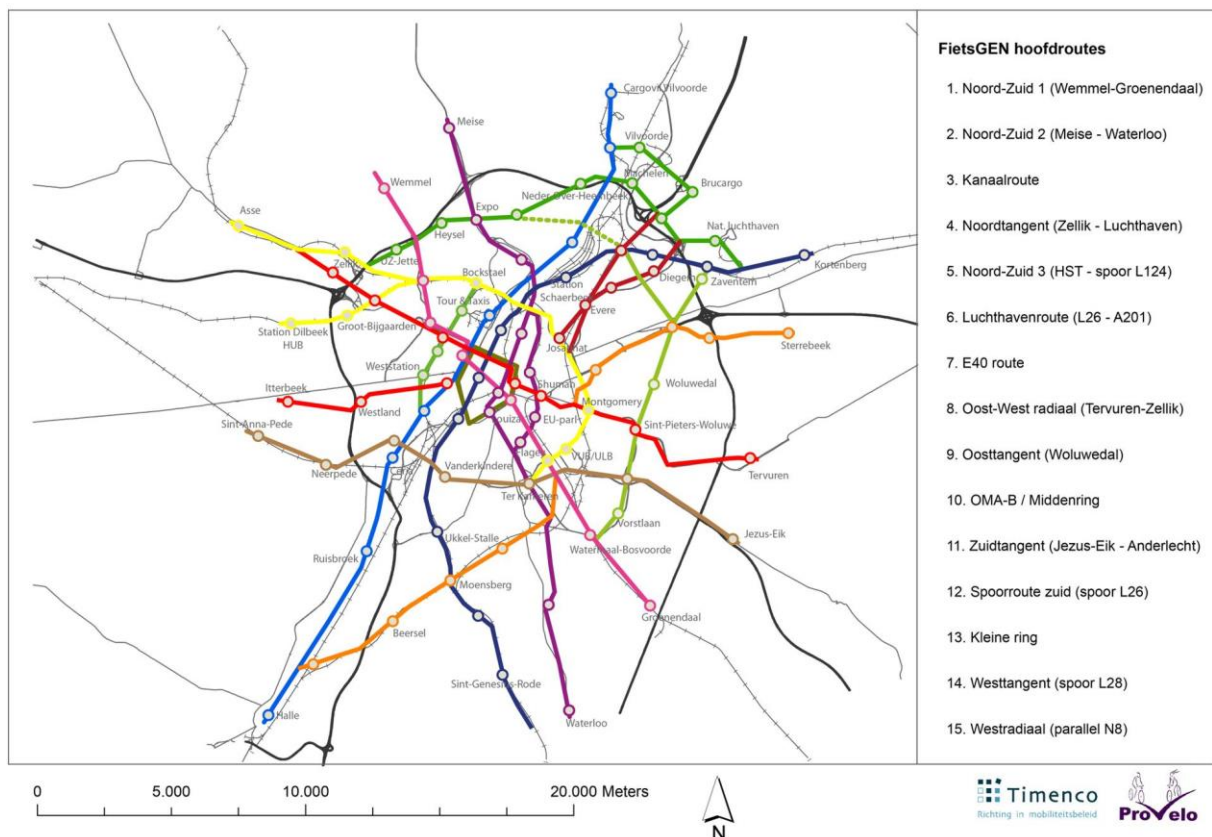 FietsGEN hoofdroutes
1. Noord-Zuid 1 (Wemmel-Groenendaal)
2. Noord-Zuid 2 (Meise - Waterloo)
3. Kanaalroute
4. Noordtangent (Zellik - Luchthaven)
5. Noord-Zuid 3 (HST - spoor L124)
6. Luchthavenroute (L26 - A201)
7. E40 route
8. Oost-West radiaal (Tervuren-Zellik)
9. Oosttangent (Woluwedal)
10. OMA-B / Middenring
11. Zuidtangent (Jezus-Eik - Anderlecht)
12. Spoorroute zuid (spoor L26)
13. Kleine ring
14. Westtangent (spoor L28)
15. Westradiaal (parallel N8)
Cargovil Vilvoorde
Meise
Vilvoorde
Machelen
Wemmel
Brucargo
Neder-Over-Heembeek
Expo
Asse
Heysel
Nat. luchthaven
UZ-Jette
Zellik
Kortenberg
Bockstael
Diegem
Station
Schaerbeek
Zaventem
Tour & Taxis
Evere
Groot-Bijgaarden
Station Dilbeek
HUB
Josaphat
Sterrebeek
Weststation
Shuman
Itterbeek
Woluwedal
Montgomery
Westland
EU-parl
Sint-Anna-Pede
Sint-Pieters-Woluwe
Flagey
VUB/ULB
Vanderkindere
Neerpede
Tervuren
Ter Kameren
Vorstlaan
Ukkel-Stalle
Watermaal-Bosvoorde
Jezus-Eik
Ruisbroek
Moensberg
Groenendaal
Beersel
Sint-Genesius-Rode
Halle
Waterloo
0 5.000 10.000 20.000 Meters
N
Timenco
Richting in mobiliteitsbeleid
ProVelo